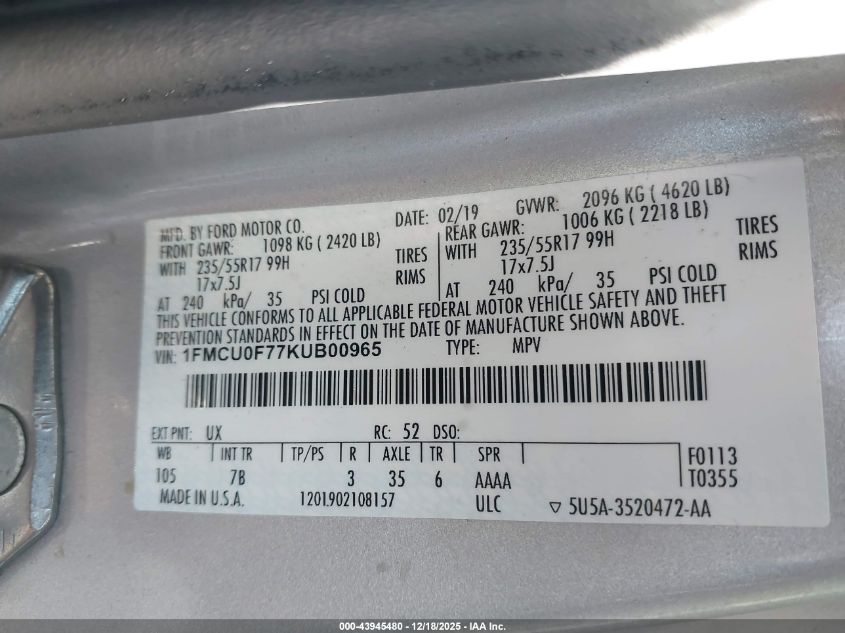 MFD. BY FORD MOTOR CO. DATE: 02/19 GVWR: 2096 KG ( 4620 LB)
FRONT GAWR: 1098 KG ( 2420 LB) REAR GAWR: 1006 KG ( 2218 LB)
WITH 235/55R17 99H TIRES WITH 235/55R17 99H TIRES
17x7.5J RIMS 17x7.5J RIMS
AT 240 kPa/ 35 PSI COLD AT 240 kPa/ 35 PSI COLD
THIS VEHICLE CONFORMS TO ALL APPLICABLE FEDERAL MOTOR VEHICLE SAFETY AND THEFT
PREVENTION STANDARDS IN EFFECT ON THE DATE OF MANUFACTURE SHOWN ABOVE.
VIN: 1FMCU0F77KUB00965 TYPE: MPV
EXT PNT: UX RC: 52 DSO:
WB INT TR TP/PS R AXLE TR SPR F0113
105 7B 3 35 6 AAAA T0355
MADE IN U.S.A. 1201902108157 ULC ▽ 5U5A-3520472-AA
000-43945480 - 12/18/2025 - IAA Inc.